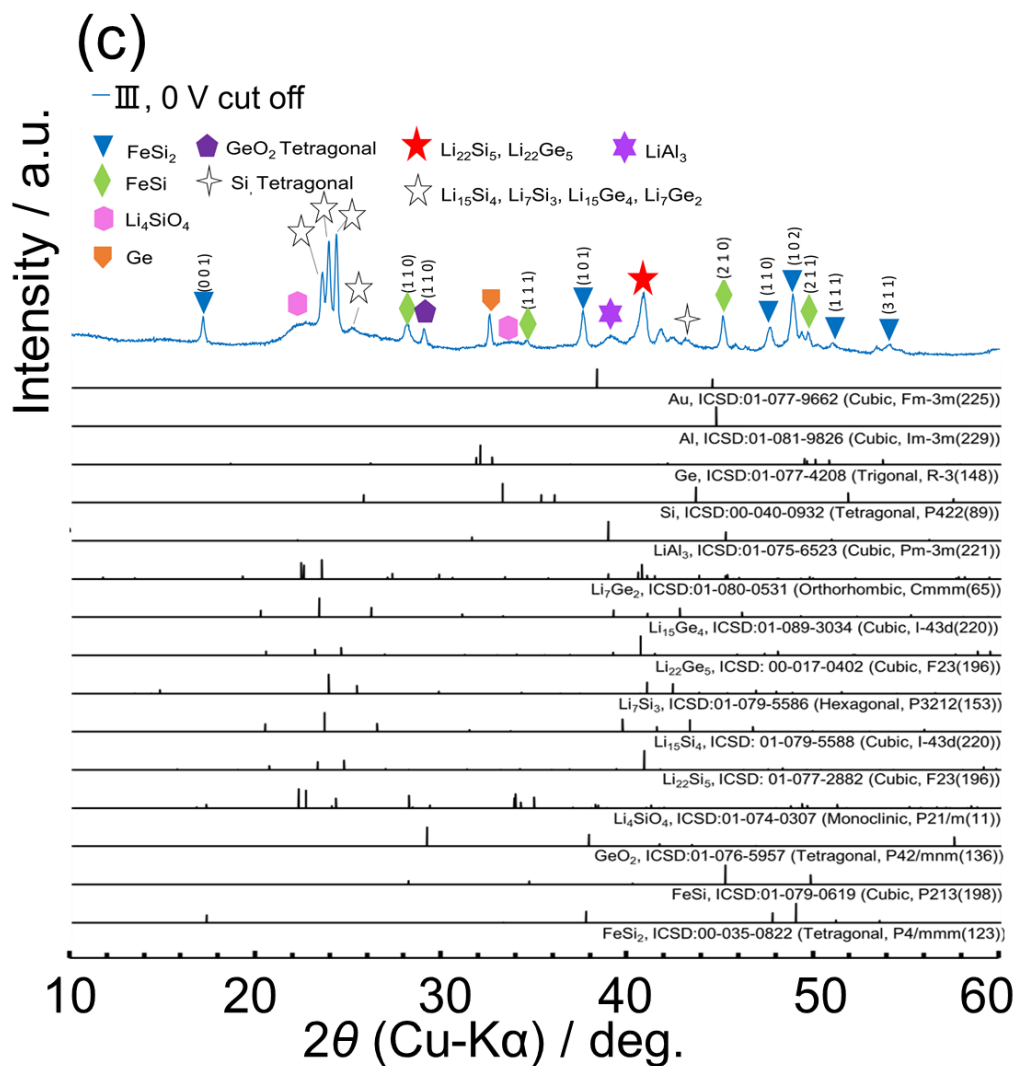 (c)
Ⅲ, 0 V cut off
FeSi₂
GeO₂ Tetragonal
Li₂₂Si₅, Li₂₂Ge₅
LiAl₃
FeSi
Si, Tetragonal
Li₁₅Si₄, Li₇Si₃, Li₁₅Ge₄, Li₇Ge₂
Li₄SiO₄
Ge
(0 0 1)
(1 1 0)
(1 1 0)
(1 1 1)
(1 0 1)
(2 1 0)
(1 1 0)
(1 0 2)
(2 1 1)
(1 1 1)
(3 1 1)
Intensity / a.u.
Au, ICSD:01-077-9662 (Cubic, Fm-3m(225))
Al, ICSD:01-081-9826 (Cubic, Im-3m(229))
Ge, ICSD:01-077-4208 (Trigonal, R-3(148))
Si, ICSD:00-040-0932 (Tetragonal, P422(89))
LiAl₃, ICSD:01-075-6523 (Cubic, Pm-3m(221))
Li₇Ge₂, ICSD:01-080-0531 (Orthorhombic, Cmmm(65))
Li₁₅Ge₄, ICSD:01-089-3034 (Cubic, I-43d(220))
Li₂₂Ge₅, ICSD: 00-017-0402 (Cubic, F23(196))
Li₇Si₃, ICSD:01-079-5586 (Hexagonal, P3212(153))
Li₁₅Si₄, ICSD: 01-079-5588 (Cubic, I-43d(220))
Li₂₂Si₅, ICSD: 01-077-2882 (Cubic, F23(196))
Li₄SiO₄, ICSD:01-074-0307 (Monoclinic, P21/m(11))
GeO₂, ICSD:01-076-5957 (Tetragonal, P42/mnm(136))
FeSi, ICSD:01-079-0619 (Cubic, P213(198))
FeSi₂, ICSD:00-035-0822 (Tetragonal, P4/mmm(123))
10 20 30 40 50 60
2θ (Cu-Kα) / deg.